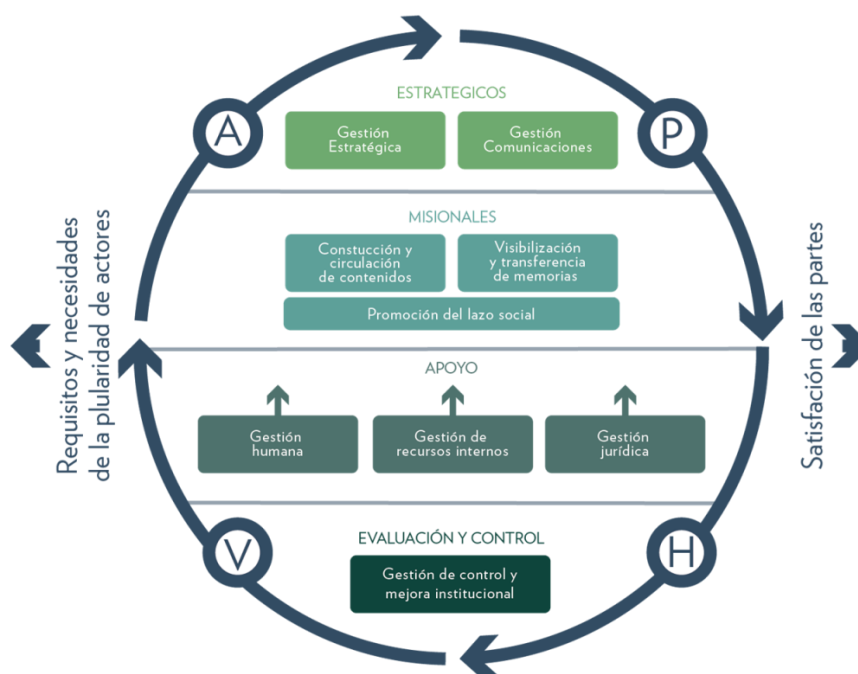 A
P
ESTRATEGICOS
Gestión
Estratégica
Gestión
Comunicaciones
MISIONALES
Constucción y
circulación
de contenidos
Visibilización
y transferencia
de memorias
Promoción del lazo social
Requisitos y necesidades
de la plularidad de actores
Satisfación de las partes
APOYO
Gestión
humana
Gestión de
recursos internos
Gestión
jurídica
V
H
EVALUACIÓN Y CONTROL
Gestión de control y
mejora institucional